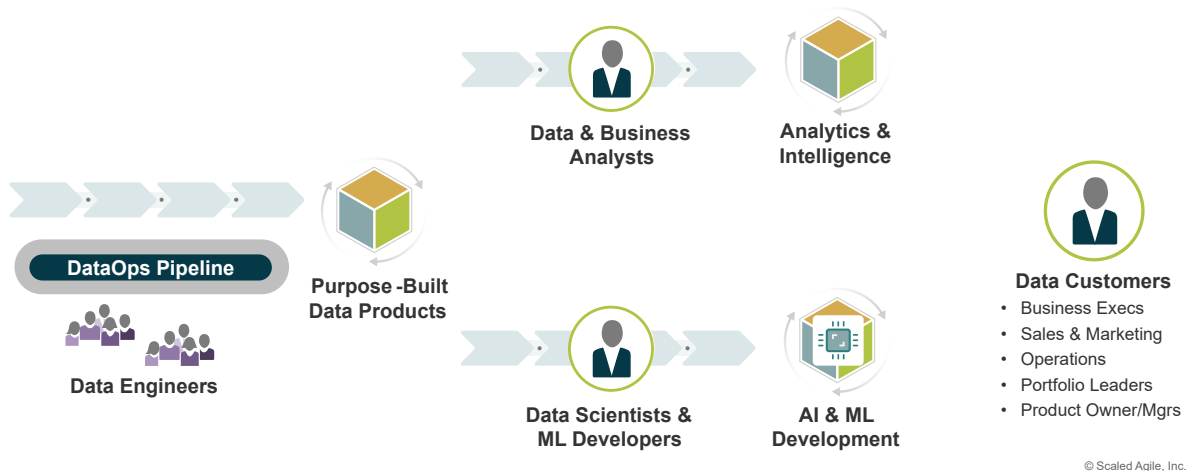 Data & Business
Analysts
Analytics &
Intelligence
DataOps Pipeline
Data Engineers
Purpose -Built
Data Products
Data Scientists &
ML Developers
AI & ML
Development
Data Customers
• Business Execs
• Sales & Marketing
• Operations
• Portfolio Leaders
• Product Owner/Mgrs
© Scaled Agile, Inc.